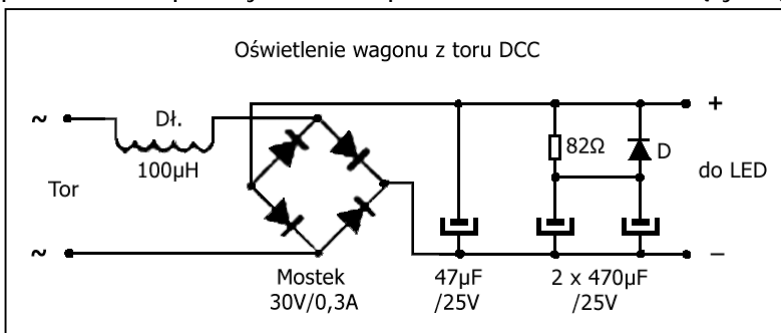 Oświetlenie wagonu z toru DCC
~
Dł.
100µH
Tor
~
Mostek
30V/0,3A
47µF
/25V
82Ω
D
2 x 470µF
/25V
+
do LED
−